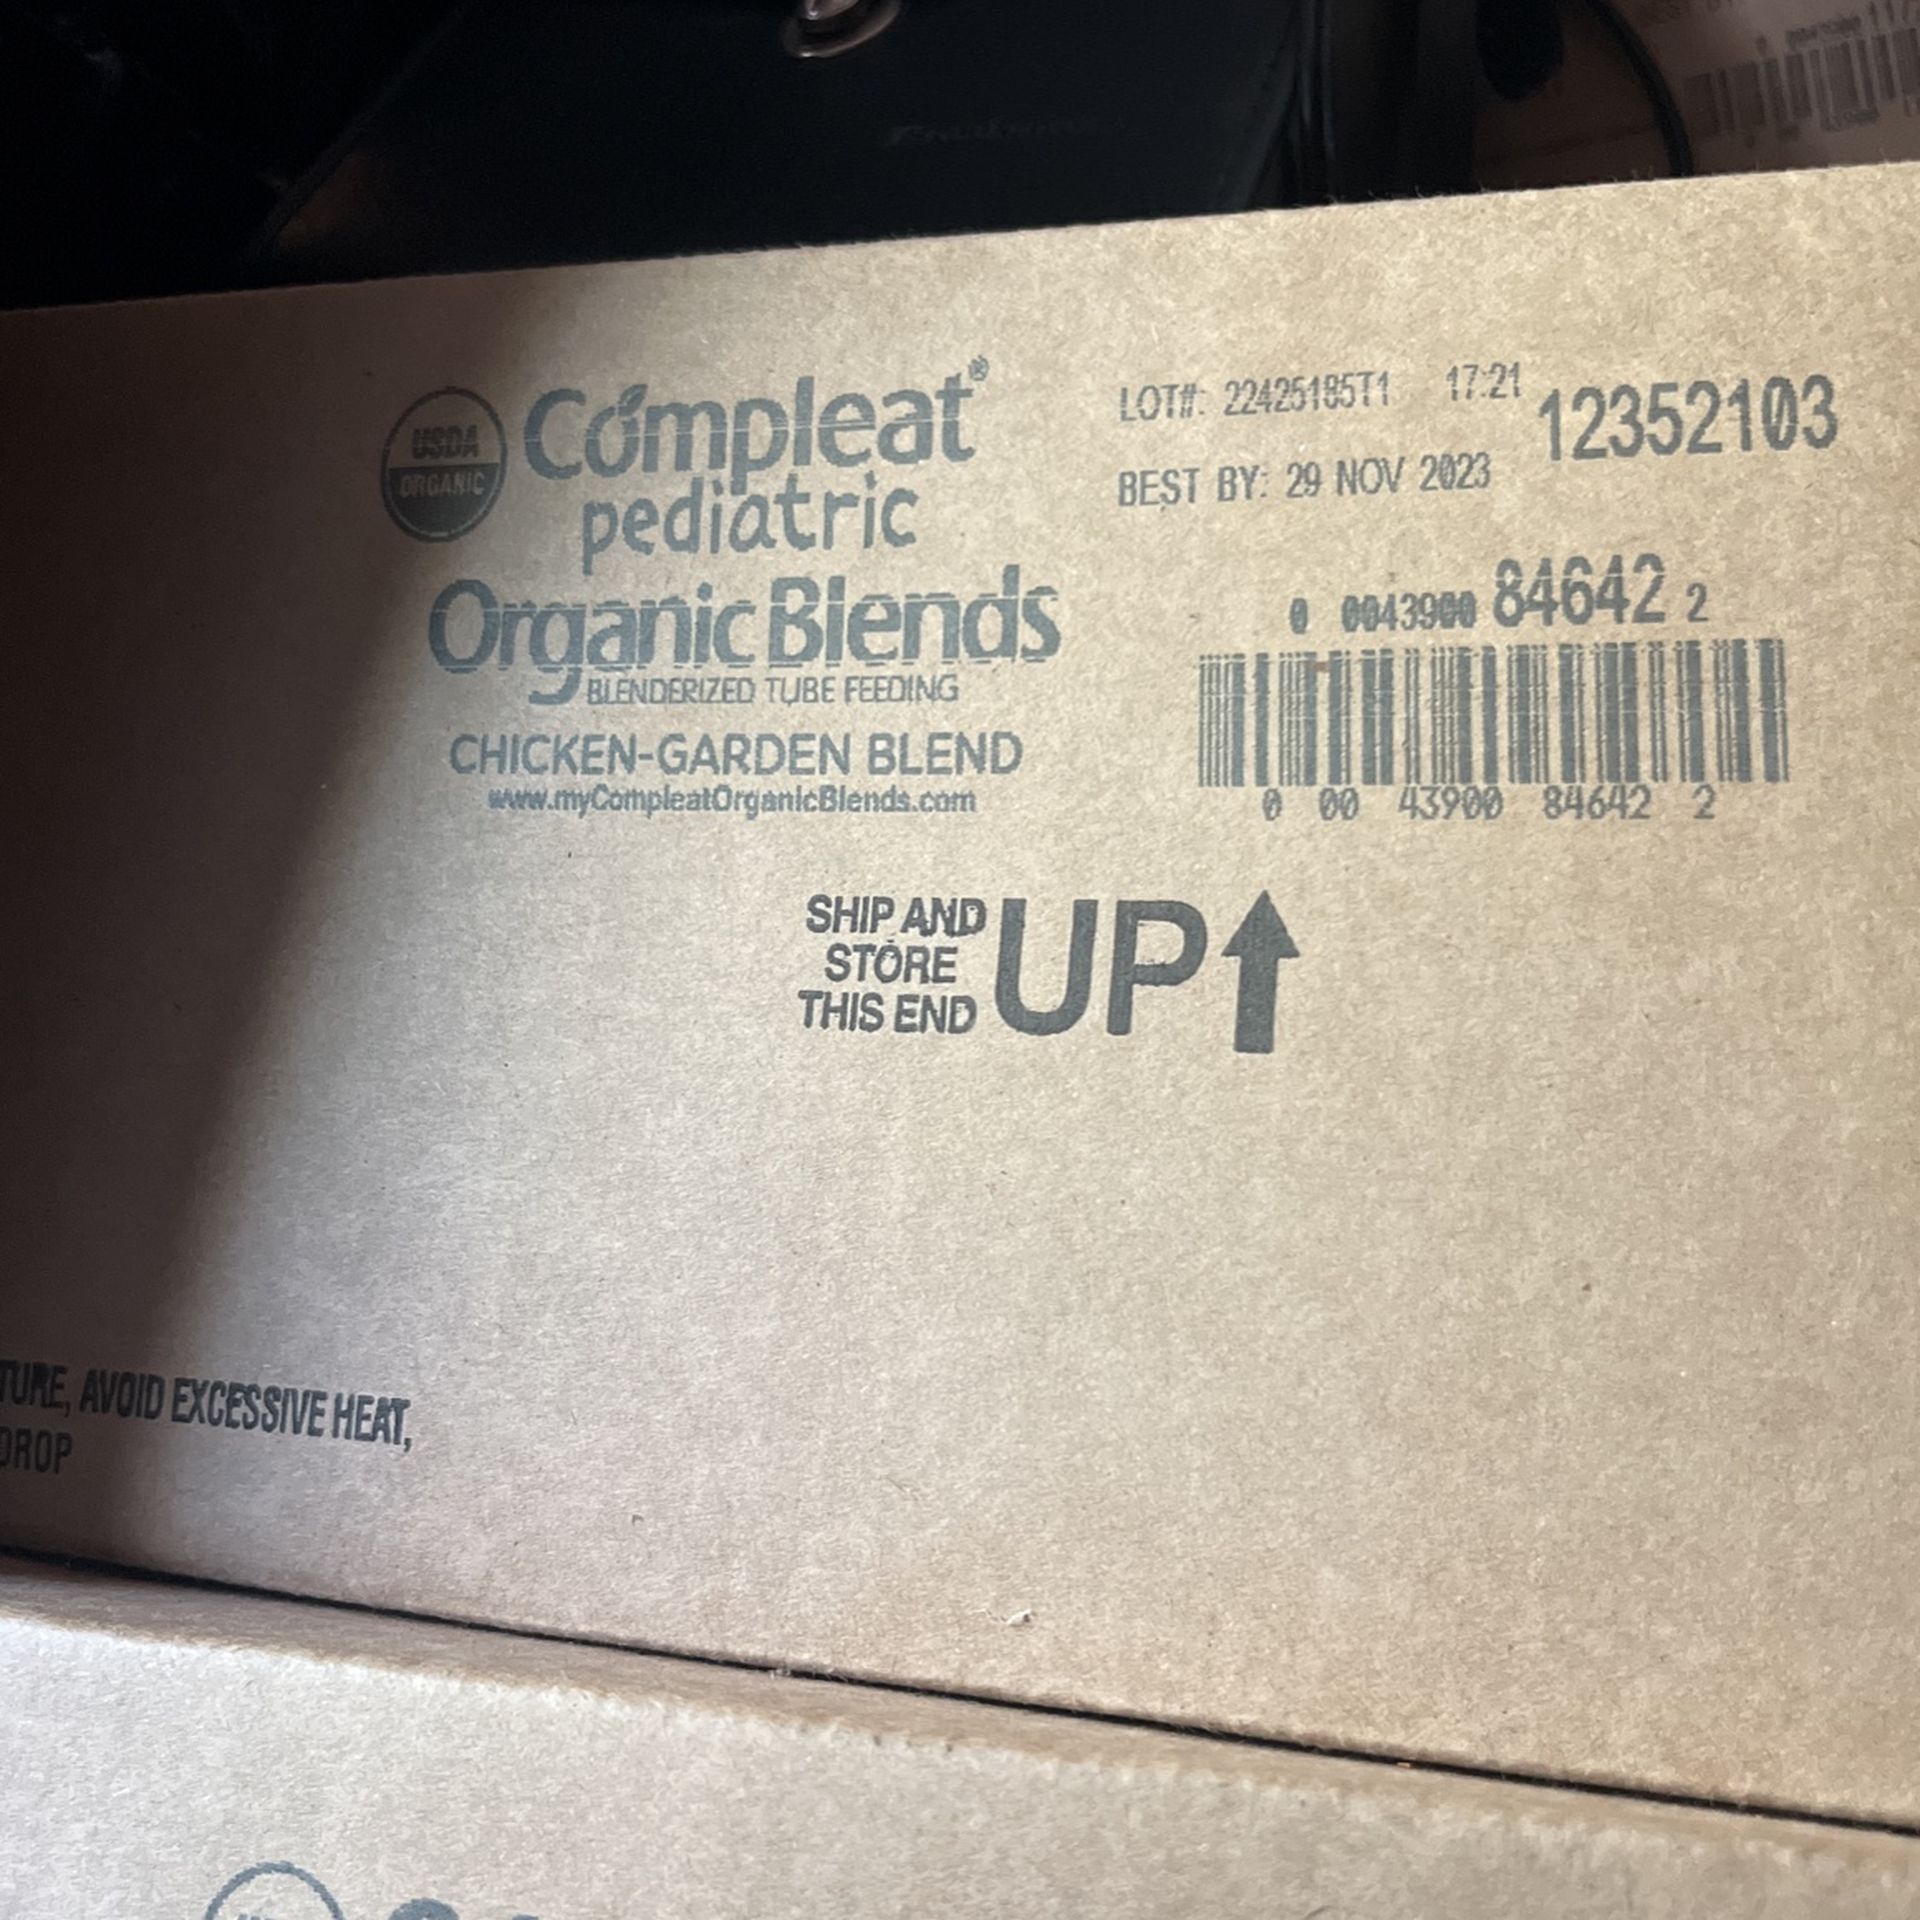 USDA
ORGANIC
Compleat®
pediatric
Organic Blends
BLENDERIZED TUBE FEEDING
CHICKEN-GARDEN BLEND
www.myCompleatOrganicBlends.com
LOT#: 22425185T1 17:21 12352103
BEST BY: 29 NOV 2023
0 0043900 84642 2
0 00 43900 84642 2
SHIP AND
STORE
THIS END
UP
TURE, AVOID EXCESSIVE HEAT,
DROP